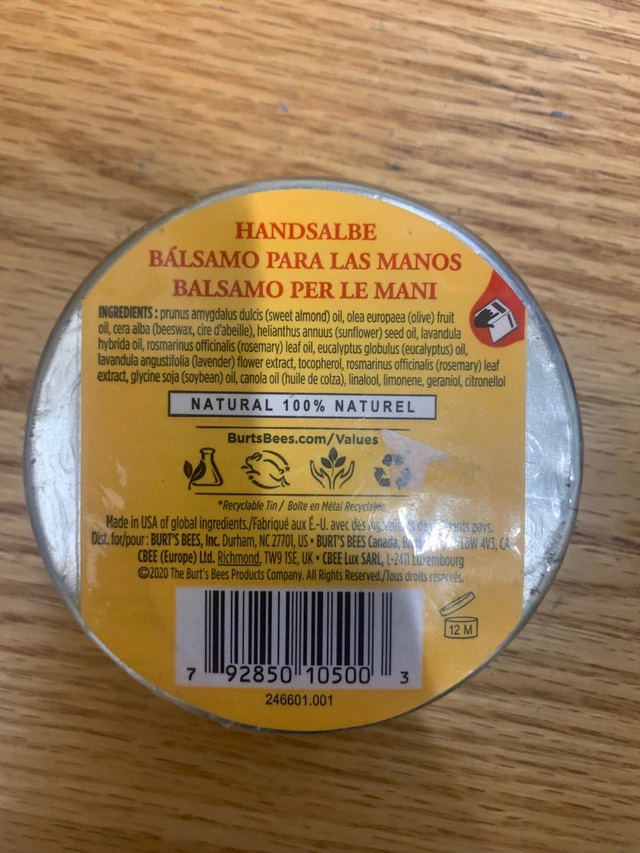 HANDSALBE
BÁLSAMO PARA LAS MANOS
BALSAMO PER LE MANI
INGREDIENTS : prunus amygdalus dulcis (sweet almond) oil, olea europaea (olive) fruit
oil, cera alba (beeswax, cire d'abeille), helianthus annuus (sunflower) seed oil, lavandula
hybrida oil, rosmarinus officinalis (rosemary) leaf oil, eucalyptus globulus (eucalyptus) oil,
lavandula angustifolia (lavender) flower extract, tocopherol, rosmarinus officinalis (rosemary) leaf
extract, glycine soja (soybean) oil, canola oil (huile de colza), linalool, limonene, geraniol, citronellol
NATURAL 100% NATUREL
BurtsBees.com/Values
*Recyclable Tin / Boîte en Métal Recyclable
Made in USA of global ingredients./Fabriqué aux É.-U. avec des pays.
Dist. for/pour : BURT'S BEES, Inc. Durham, NC 27701, US • BURT'S BEES Canada, L6W 4V3, CA
CBEE (Europe) Ltd. Richmond, TW9 1SE, UK • CBEE Lux SARL, L-2411 Luxembourg
©2020 The Burt's Bees Products Company. All Rights Reserved./Tous droits réservés.
12 M
7 92850 10500 3
246601.001